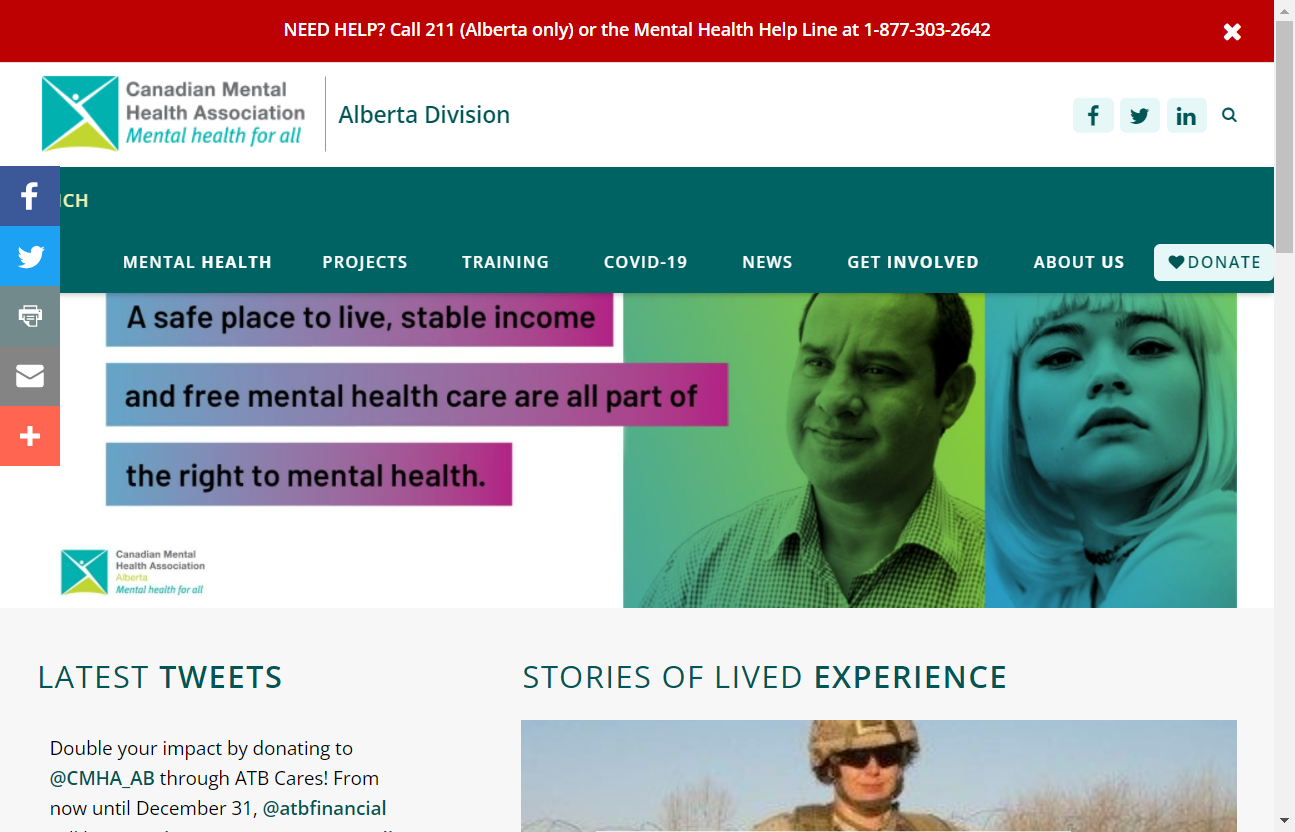 NEED HELP? Call 211 (Alberta only) or the Mental Health Help Line at 1-877-303-2642
Canadian Mental
Health Association
Mental health for all
Alberta Division
MENTAL HEALTH PROJECTS TRAINING COVID-19 NEWS GET INVOLVED ABOUT US DONATE
A safe place to live, stable income
and free mental health care are all part of
the right to mental health.
Canadian Mental
Health Association
Alberta
Mental health for all
LATEST TWEETS
Double your impact by donating to
@CMHA_AB through ATB Cares! From
now until December 31, @atbfinancial
STORIES OF LIVED EXPERIENCE